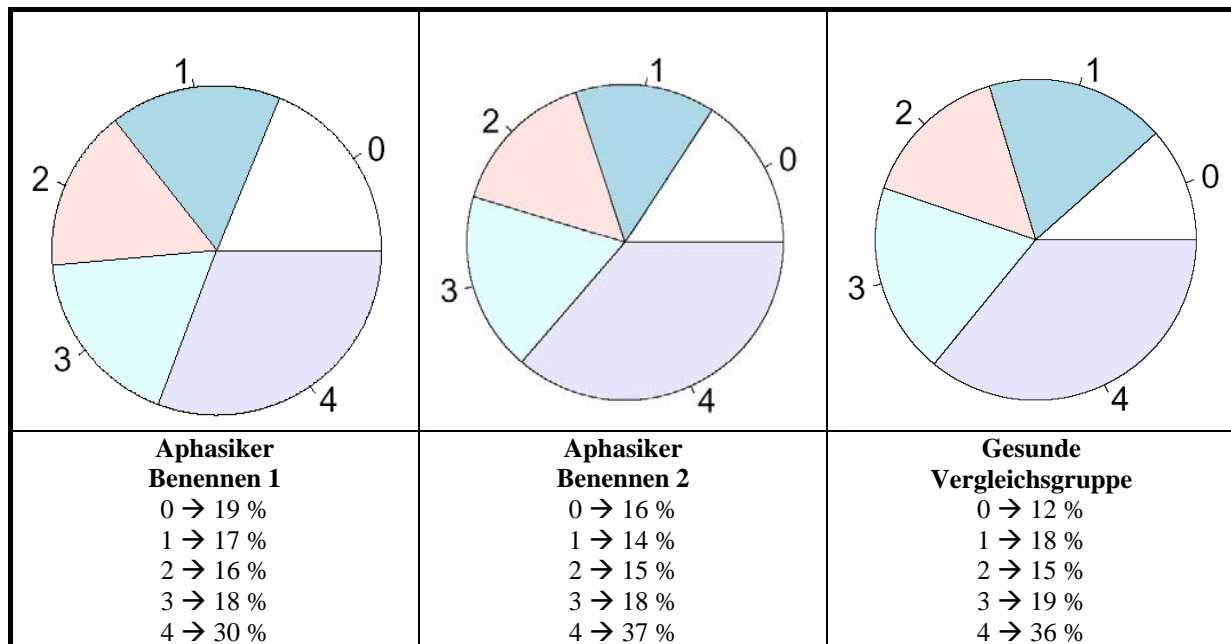 1
0
2
3
4
1
0
2
3
4
1
0
2
3
4
Aphasiker
Benennen 1
0 → 19 %
1 → 17 %
2 → 16 %
3 → 18 %
4 → 30 %
Aphasiker
Benennen 2
0 → 16 %
1 → 14 %
2 → 15 %
3 → 18 %
4 → 37 %
Gesunde
Vergleichsgruppe
0 → 12 %
1 → 18 %
2 → 15 %
3 → 19 %
4 → 36 %